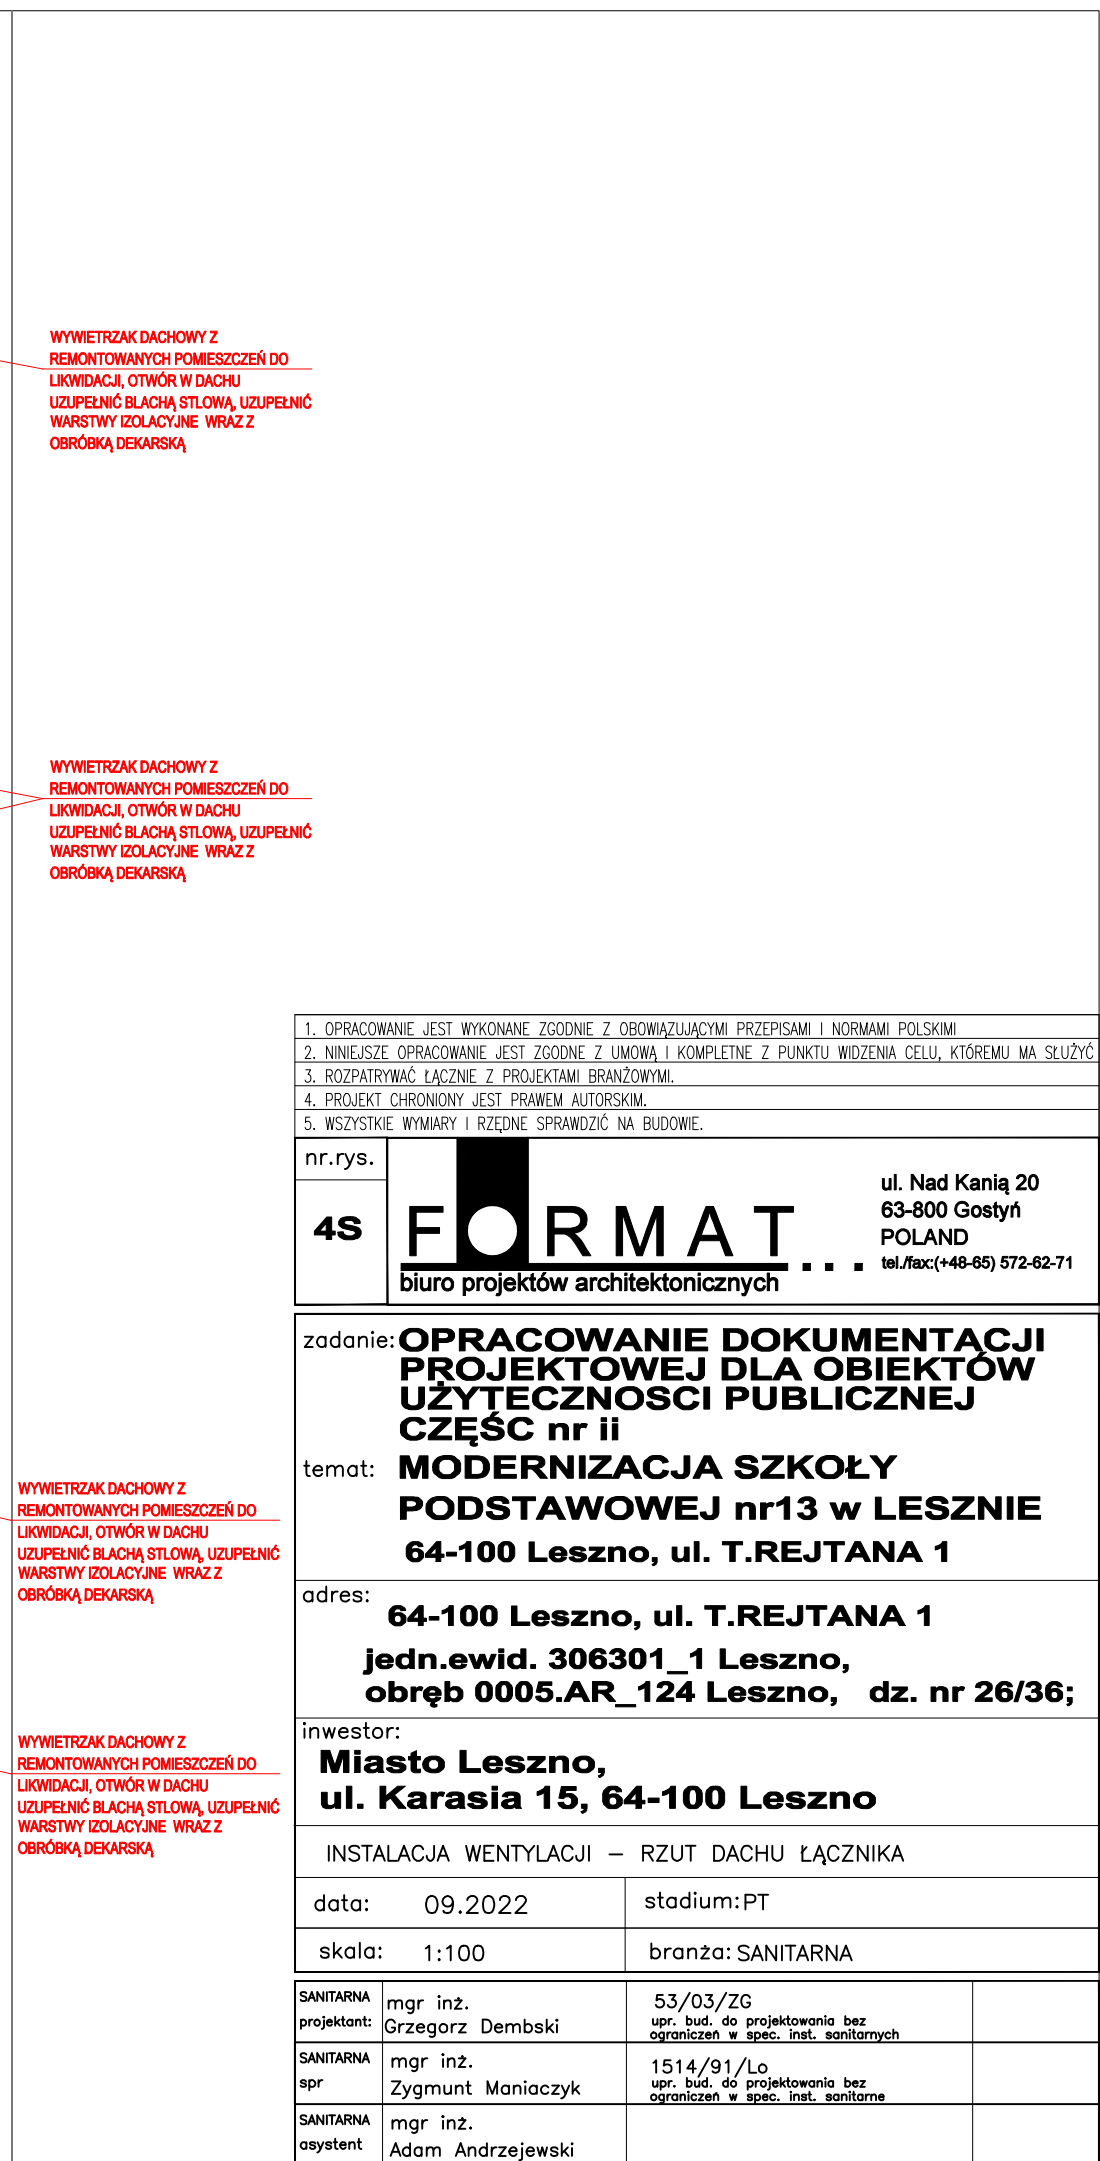 WYWIETRZAK DACHOWY Z
REMONTOWANYCH POMIESZCZEŃ DO
LIKWIDACJI, OTWÓR W DACHU
UZUPEŁNIĆ BLACHĄ STLOWĄ, UZUPEŁNIĆ
WARSTWY IZOLACYJNE WRAZ Z
OBRÓBKĄ DEKARSKĄ
WYWIETRZAK DACHOWY Z
REMONTOWANYCH POMIESZCZEŃ DO
LIKWIDACJI, OTWÓR W DACHU
UZUPEŁNIĆ BLACHĄ STLOWĄ, UZUPEŁNIĆ
WARSTWY IZOLACYJNE WRAZ Z
OBRÓBKĄ DEKARSKĄ
WYWIETRZAK DACHOWY Z
REMONTOWANYCH POMIESZCZEŃ DO
LIKWIDACJI, OTWÓR W DACHU
UZUPEŁNIĆ BLACHĄ STLOWĄ, UZUPEŁNIĆ
WARSTWY IZOLACYJNE WRAZ Z
OBRÓBKĄ DEKARSKĄ
WYWIETRZAK DACHOWY Z
REMONTOWANYCH POMIESZCZEŃ DO
LIKWIDACJI, OTWÓR W DACHU
UZUPEŁNIĆ BLACHĄ STLOWĄ, UZUPEŁNIĆ
WARSTWY IZOLACYJNE WRAZ Z
OBRÓBKĄ DEKARSKĄ
1. OPRACOWANIE JEST WYKONANE ZGODNIE Z OBOWIĄZUJĄCYMI PRZEPISAMI I NORMAMI POLSKIMI
2. NINIEJSZE OPRACOWANIE JEST ZGODNE Z UMOWĄ I KOMPLETNE Z PUNKTU WIDZENIA CELU, KTÓREMU MA SŁUŻYĆ
3. ROZPATRYWAĆ ŁĄCZNIE Z PROJEKTAMI BRANŻOWYMI.
4. PROJEKT CHRONIONY JEST PRAWEM AUTORSKIM.
5. WSZYSTKIE WYMIARY I RZĘDNE SPRAWDZIĆ NA BUDOWIE.
nr.rys.
4S
FORMAT...
biuro projektów architektonicznych
ul. Nad Kanią 20
63-800 Gostyń
POLAND
tel./fax:(+48-65) 572-62-71
zadanie: OPRACOWANIE DOKUMENTACJI
PROJEKTOWEJ DLA OBIEKTÓW
UŻYTECZNOSCI PUBLICZNEJ
CZĘŚC nr ii
temat: MODERNIZACJA SZKOŁY
PODSTAWOWEJ nr13 w LESZNIE
64-100 Leszno, ul. T.REJTANA 1
adres:
64-100 Leszno, ul. T.REJTANA 1
jedn.ewid. 306301_1 Leszno,
obręb 0005.AR_124 Leszno, dz. nr 26/36;
inwestor:
Miasto Leszno,
ul. Karasia 15, 64-100 Leszno
INSTALACJA WENTYLACJI – RZUT DACHU ŁĄCZNIKA
data: 09.2022
stadium: PT
skala: 1:100
branża: SANITARNA
SANITARNA
projektant:
mgr inż.
Grzegorz Dembski
53/03/ZG
upr. bud. do projektowania bez
ograniczeń w spec. inst. sanitarnych
SANITARNA
spr
mgr inż.
Zygmunt Maniaczyk
1514/91/Lo
upr. bud. do projektowania bez
ograniczeń w spec. inst. sanitarne
SANITARNA
asystent
mgr inż.
Adam Andrzejewski